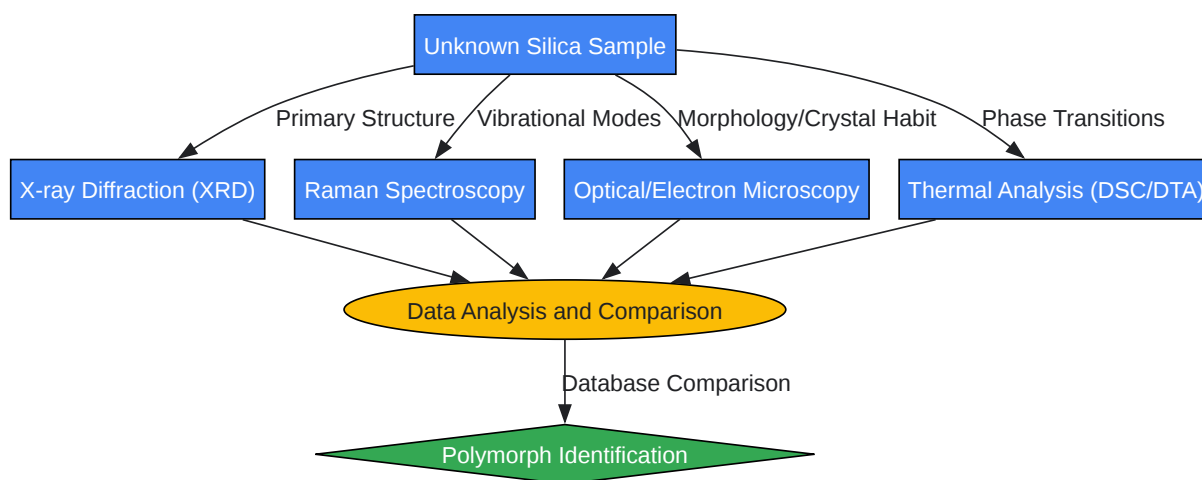 Unknown Silica Sample
Primary Structure
Vibrational Modes
Morphology/Crystal Habit
Phase Transitions
X-ray Diffraction (XRD)
Raman Spectroscopy
Optical/Electron Microscopy
Thermal Analysis (DSC/DTA)
Data Analysis and Comparison
Database Comparison
Polymorph Identification